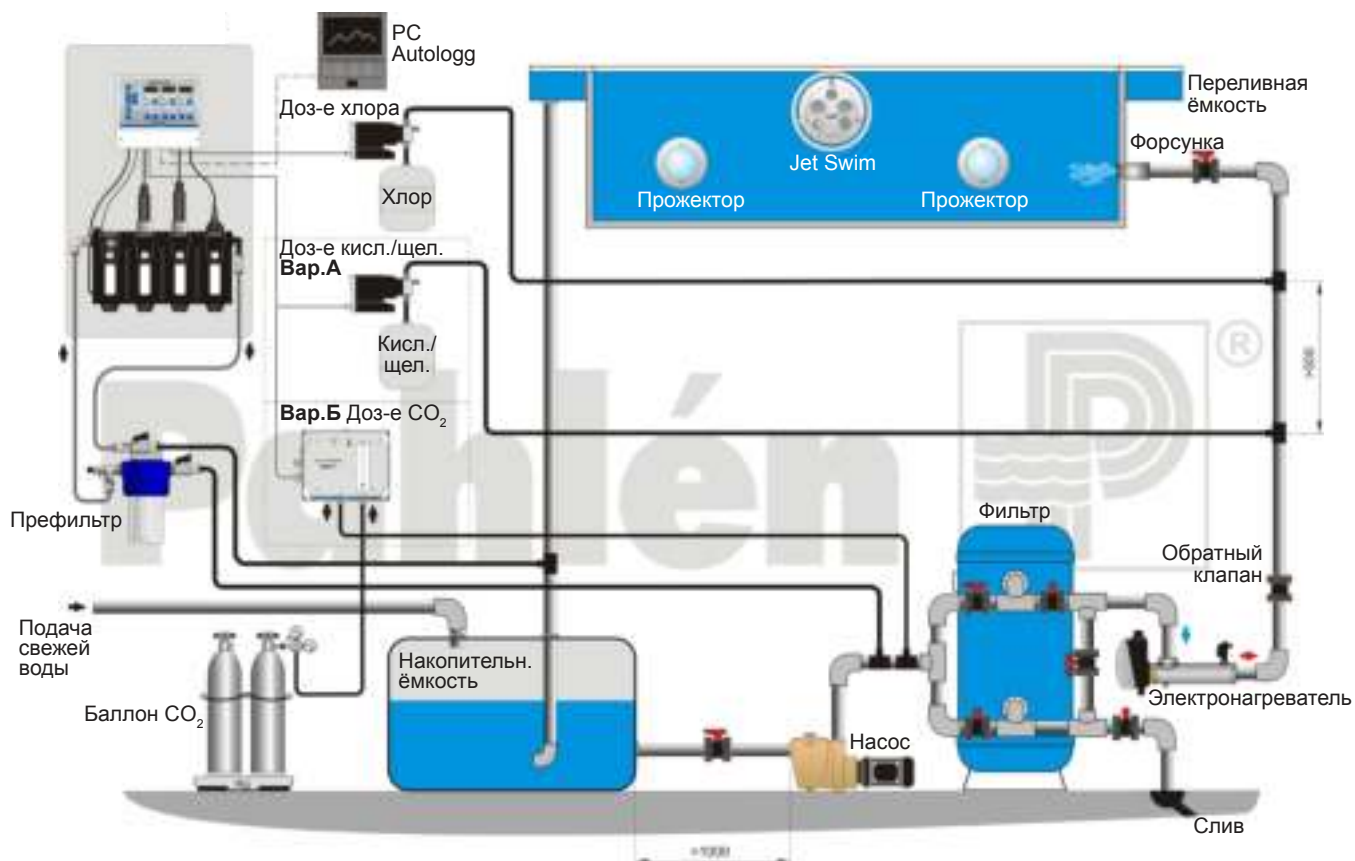 PC
Autologg
Доз-е хлора
Хлор
Переливная
ёмкость
Форсунка
Jet Swim
Прожектор
Прожектор
Доз-е кисл./щел.
Вар.А
Кисл./
щел.
Вар.Б Доз-е CO₂
Pahlén
®
Префильтр
Фильтр
Обратный
клапан
Подача
свежей
воды
Накопительн.
ёмкость
Баллон CO₂
Электронагреватель
Насос
Слив